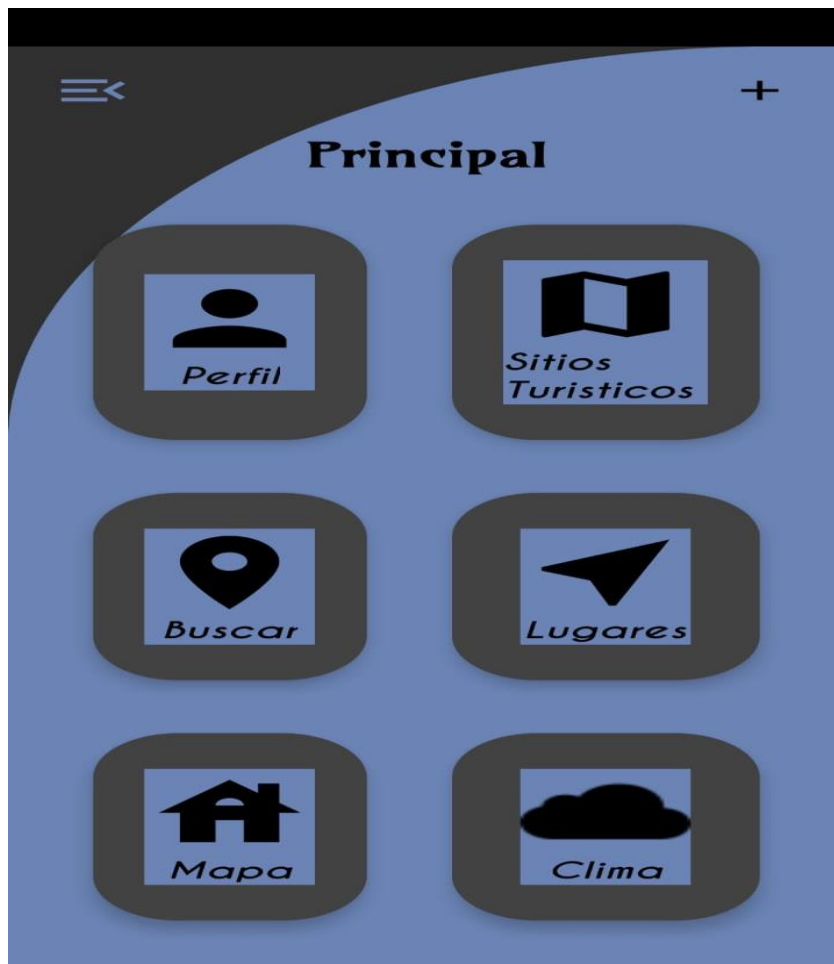 Principal
Perfil
Sitios
Turisticos
Buscar
Lugares
Mapa
Clima